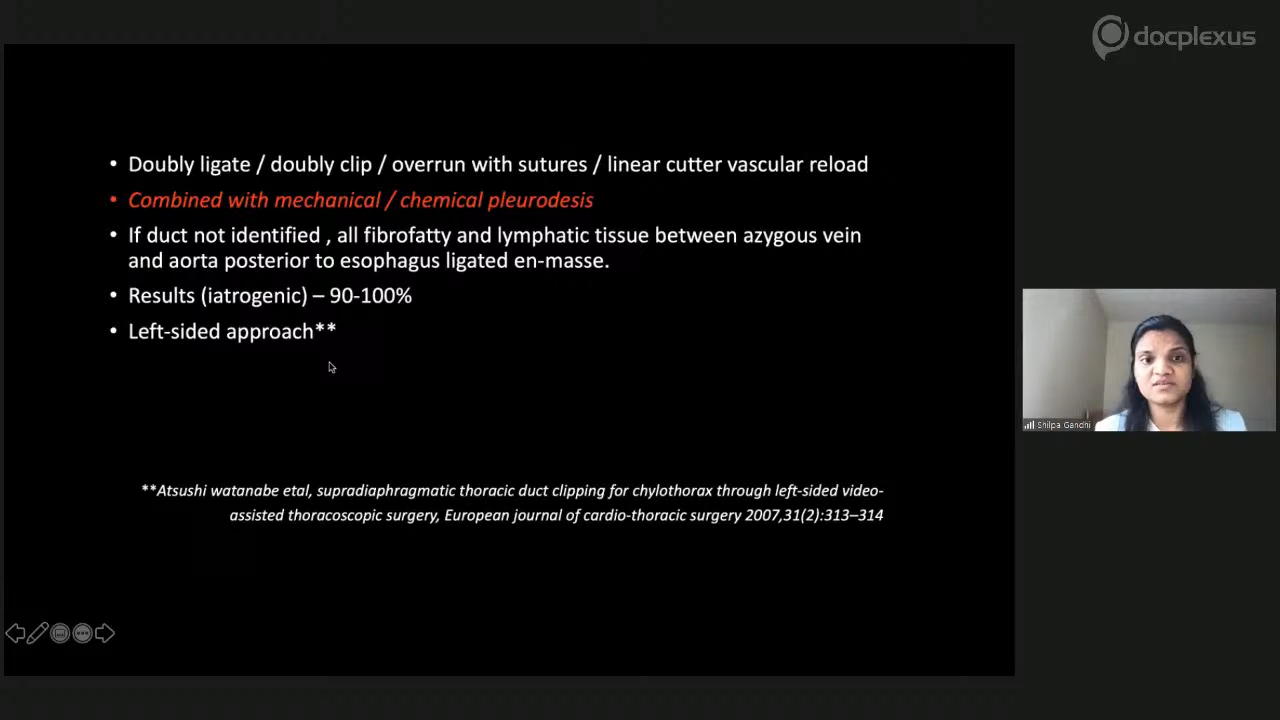 docplexus
• Doubly ligate / doubly clip / overrun with sutures / linear cutter vascular reload
• Combined with mechanical / chemical pleurodesis
• If duct not identified , all fibrofatty and lymphatic tissue between azygous vein
and aorta posterior to esophagus ligated en-masse.
• Results (iatrogenic) – 90-100%
• Left-sided approach**
Shilpa Gandhi
**Atsushi watanabe etal, supradiaphragmatic thoracic duct clipping for chylothorax through left-sided video-
assisted thoracoscopic surgery, European journal of cardio-thoracic surgery 2007,31(2):313–314